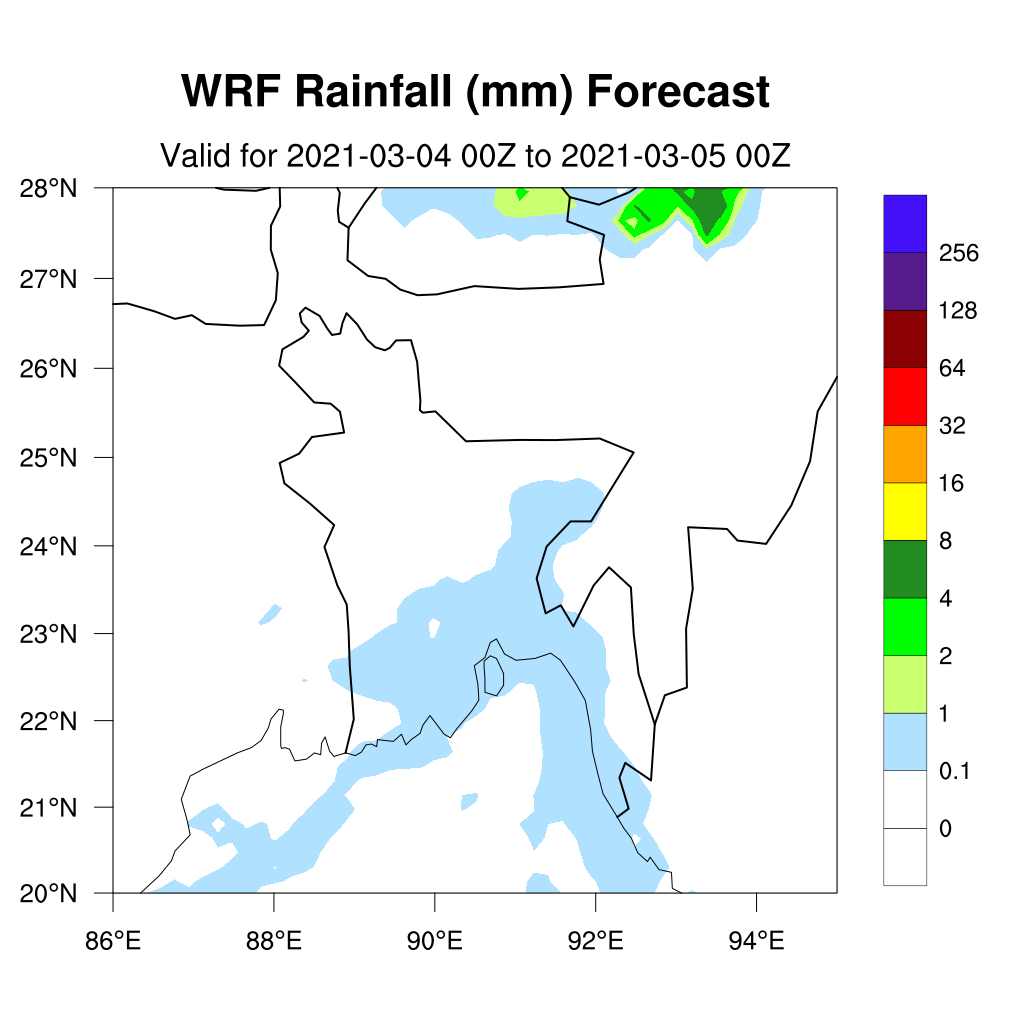 WRF Rainfall (mm) Forecast
Valid for 2021-03-04 00Z to 2021-03-05 00Z
28°N
27°N
26°N
25°N
24°N
23°N
22°N
21°N
20°N
86°E 88°E 90°E 92°E 94°E
256
128
64
32
16
8
4
2
1
0.1
0